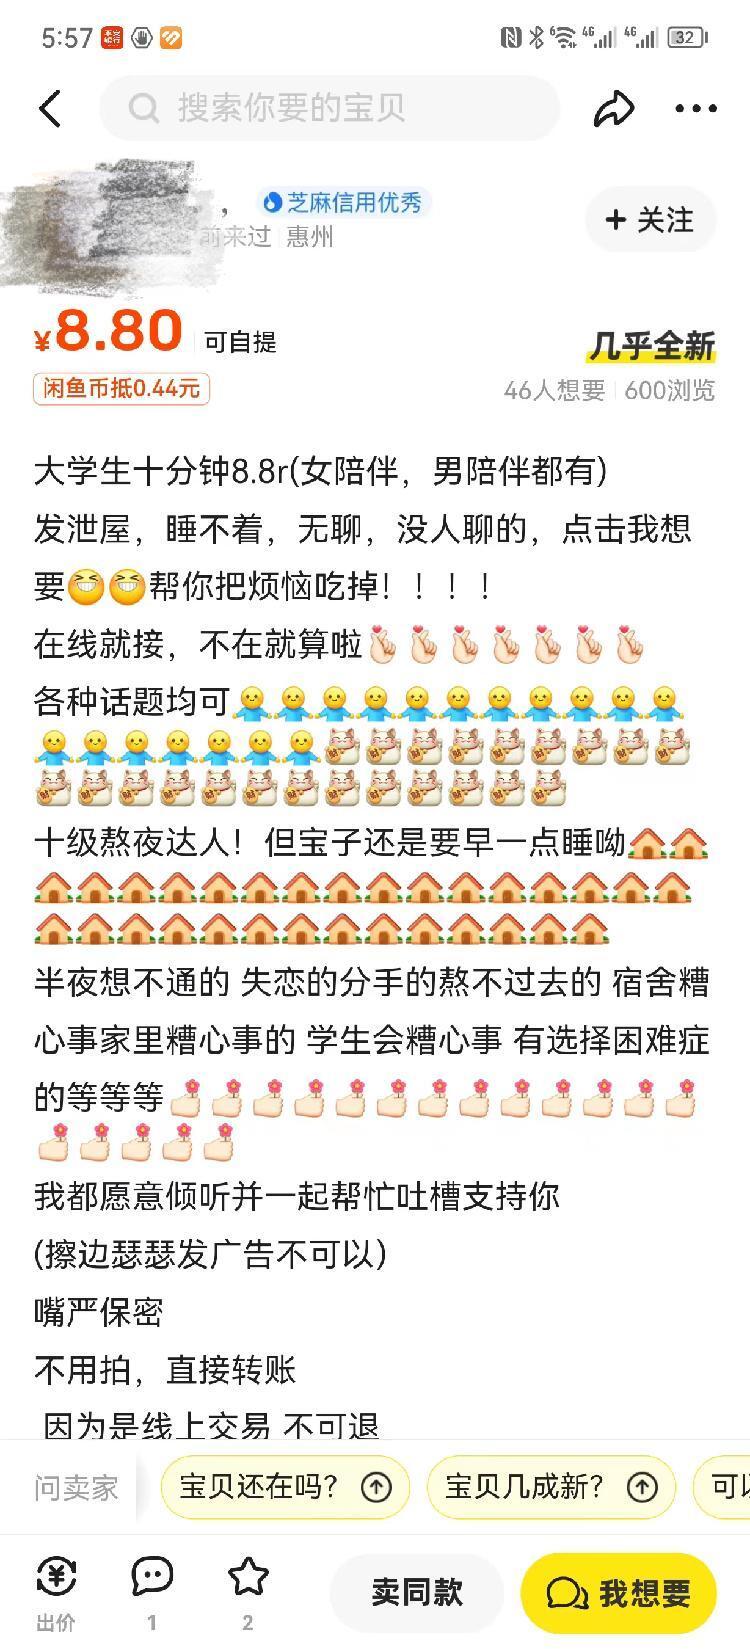 5:57
32
搜索你要的宝贝
芝麻信用优秀
前来过 惠州
+ 关注
¥8.80 可自提
几乎全新
闲鱼币抵0.44元
46人想要 600浏览
大学生十分钟8.8r(女陪伴，男陪伴都有)
发泄屋，睡不着，无聊，没人聊的，点击我想
要😆😆帮你把烦恼吃掉！！！！
在线就接，不在就算啦
各种话题均可
十级熬夜达人！但宝子还是要早一点睡呦
半夜想不通的 失恋的分手的熬不过去的 宿舍糟
心事家里糟心事的 学生会糟心事 有选择困难症
的等等等
我都愿意倾听并一起帮忙吐槽支持你
(擦边瑟瑟发广告不可以)
嘴严保密
不用拍，直接转账
因为是线上交易 不可退
问卖家 宝贝还在吗？ 宝贝几成新？ 可以
出价 1 2 卖同款 我想要